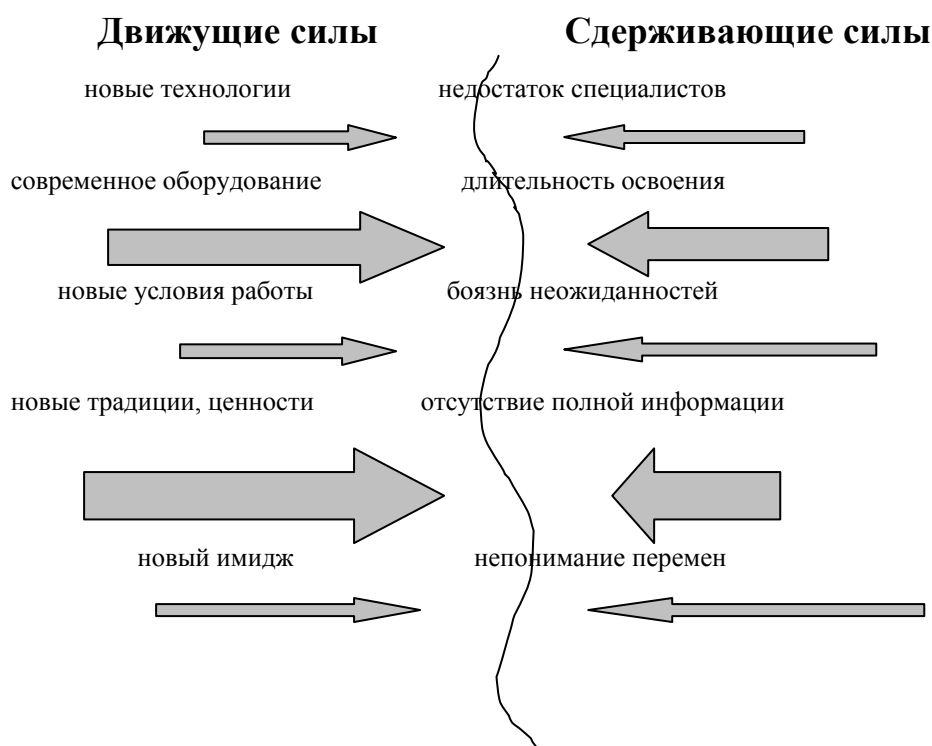 Движущие силы
Сдерживающие силы
новые технологии
недостаток специалистов
современное оборудование
длительность освоения
новые условия работы
боязнь неожиданностей
новые традиции, ценности
отсутствие полной информации
новый имидж
непонимание перемен